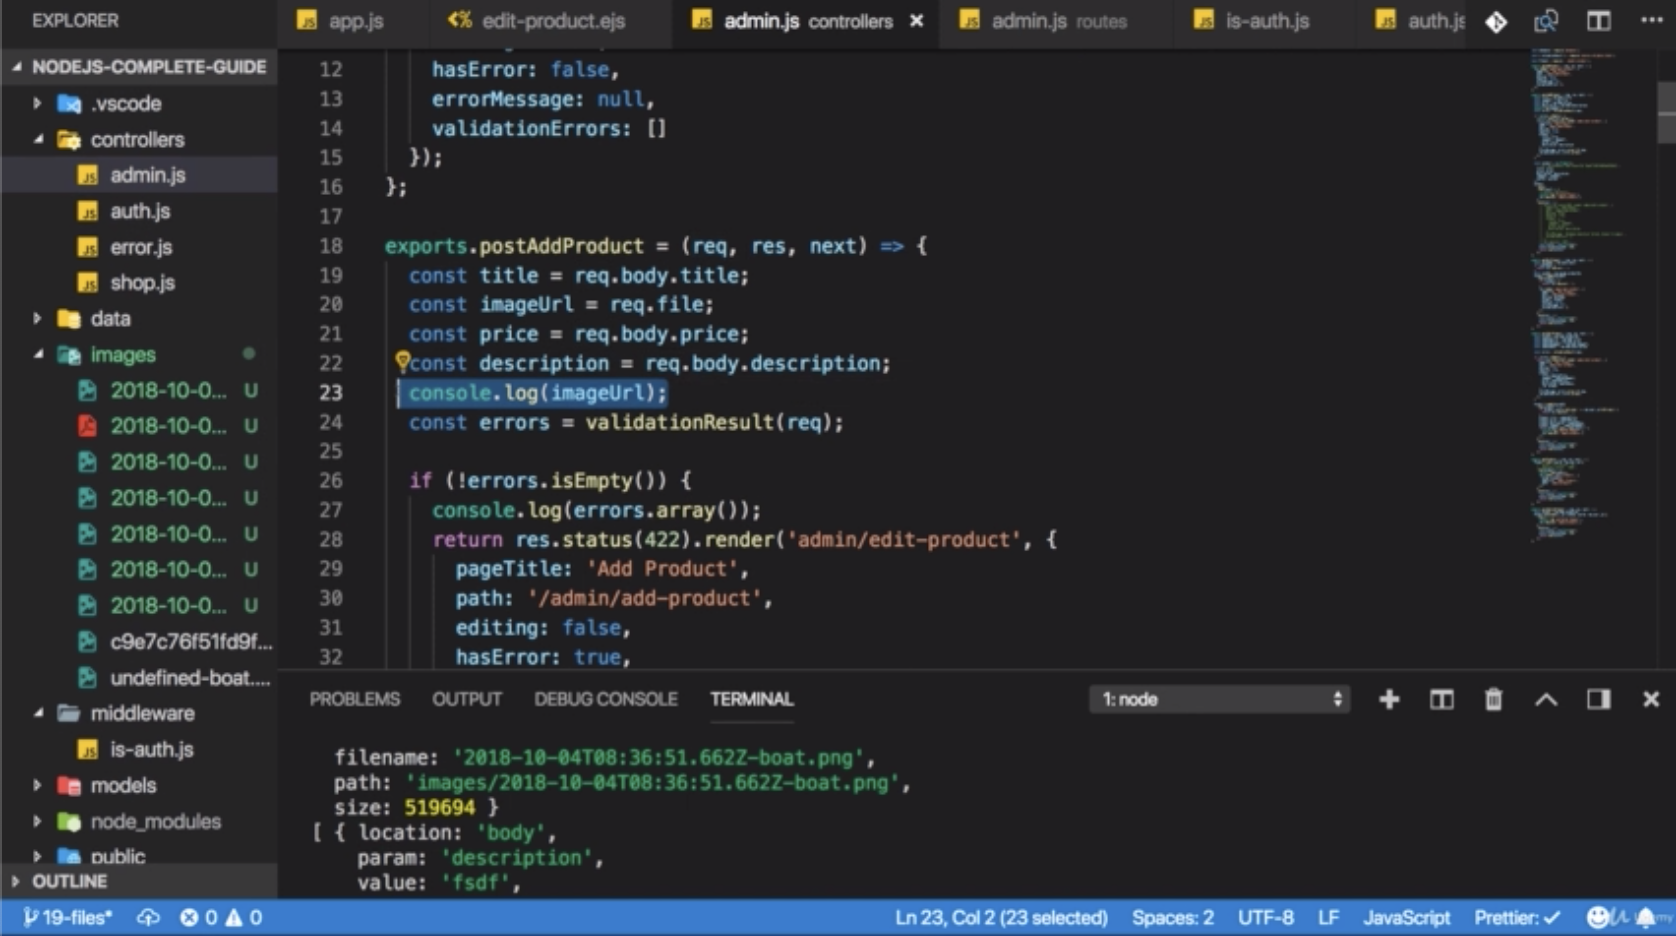 EXPLORER
app.js
edit-product.ejs
admin.js controllers ×
admin.js routes
is-auth.js
auth.js
NODEJS-COMPLETE-GUIDE
.vscode
controllers
admin.js
auth.js
error.js
shop.js
data
images
2018-10-0... U
2018-10-0... U
2018-10-0... U
2018-10-0... U
2018-10-0... U
2018-10-0... U
2018-10-0... U
c9e7c76f51fd9f...
undefined-boat....
middleware
is-auth.js
models
node_modules
public
OUTLINE
12 hasError: false,
13 errorMessage: null,
14 validationErrors: []
15 });
16 };
17
18 exports.postAddProduct = (req, res, next) => {
19 const title = req.body.title;
20 const imageUrl = req.file;
21 const price = req.body.price;
22 const description = req.body.description;
23 console.log(imageUrl);
24 const errors = validationResult(req);
25
26 if (!errors.isEmpty()) {
27 console.log(errors.array());
28 return res.status(422).render('admin/edit-product', {
29 pageTitle: 'Add Product',
30 path: '/admin/add-product',
31 editing: false,
32 hasError: true,
PROBLEMS OUTPUT DEBUG CONSOLE TERMINAL
1: node
filename: '2018-10-04T08:36:51.662Z-boat.png',
path: 'images/2018-10-04T08:36:51.662Z-boat.png',
size: 519694 }
[ { location: 'body',
param: 'description',
value: 'fsdf',
19-files* 0 0
Ln 23, Col 2 (23 selected) Spaces: 2 UTF-8 LF JavaScript Prettier: ✓